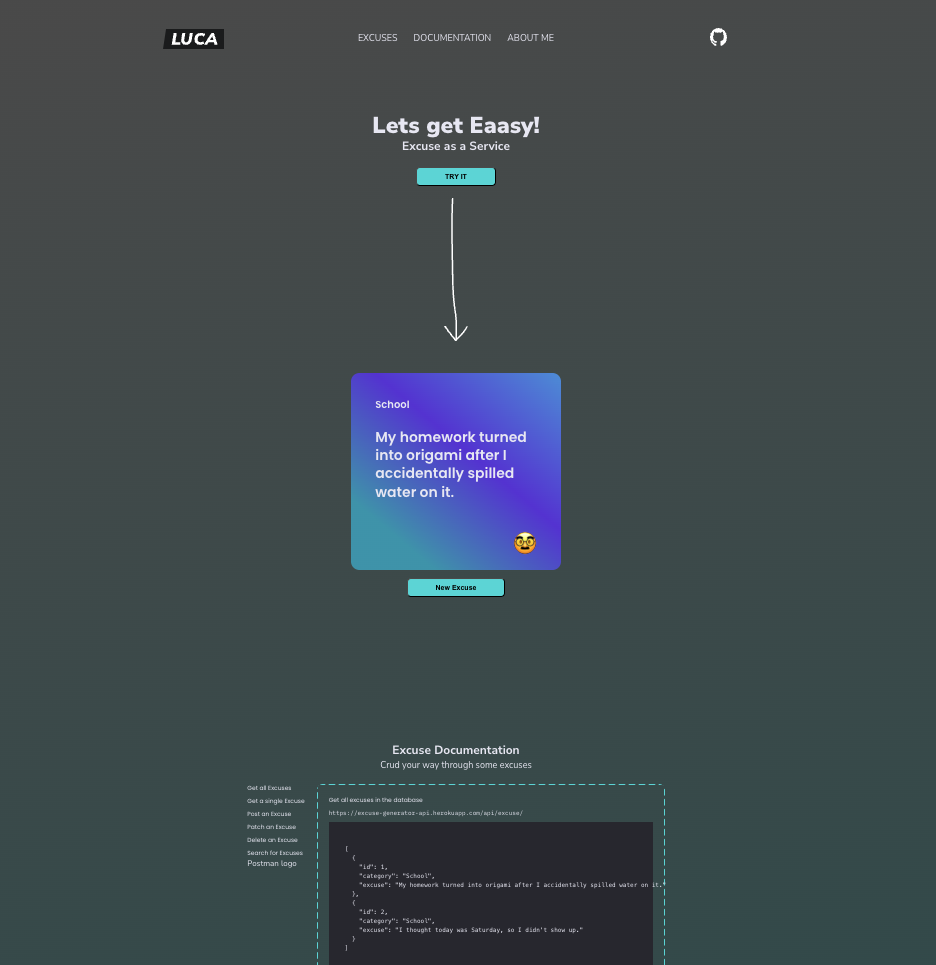 LUCA
EXCUSES DOCUMENTATION ABOUT ME
Lets get Eaasy!
Excuse as a Service
TRY IT
School
My homework turned
into origami after I
accidentally spilled
water on it.
New Excuse
Excuse Documentation
Crud your way through some excuses
Get all Excuses
Get a single Excuse
Post an Excuse
Patch an Excuse
Delete an Excuse
Search for Excuses
Postman logo
Get all excuses in the database
https://excuse-generator-api.herokuapp.com/api/excuse/
[
{
"id": 1,
"category": "School",
"excuse": "My homework turned into origami after I accidentally spilled water on it."
},
{
"id": 2,
"category": "School",
"excuse": "I thought today was Saturday, so I didn't show up."
}
]